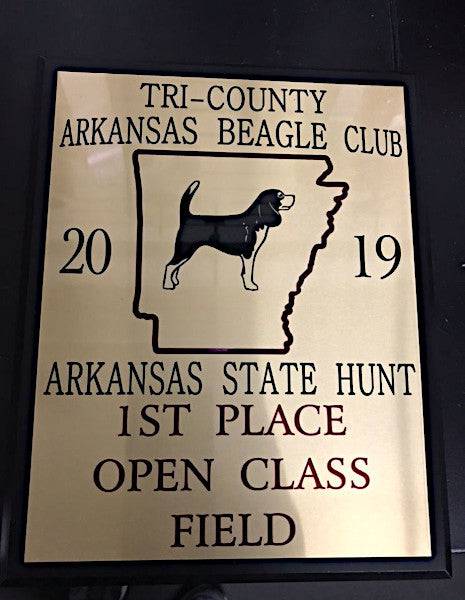 TRI-COUNTY
ARKANSAS BEAGLE CLUB
20 19
ARKANSAS STATE HUNT
1ST PLACE
OPEN CLASS
FIELD